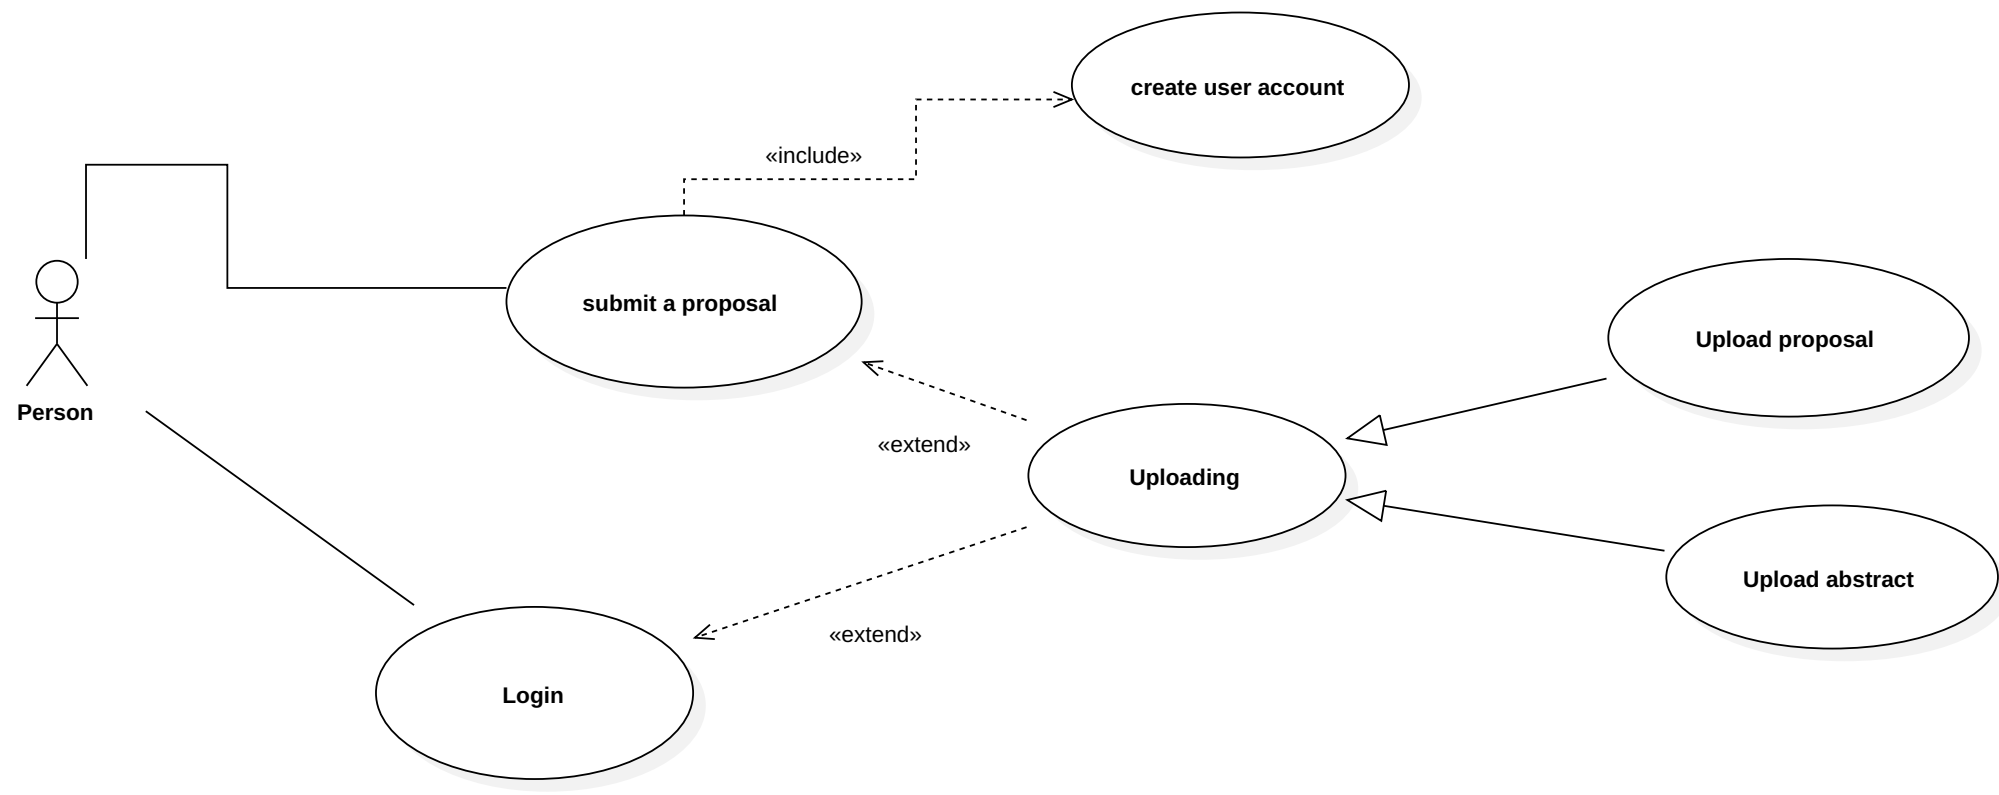 create user account
«include»
submit a proposal
Upload proposal
Person
«extend»
Uploading
Upload abstract
«extend»
Login